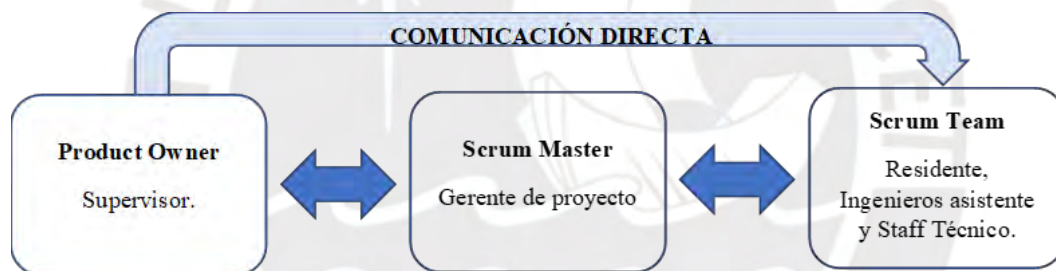 COMUNICACIÓN DIRECTA
Product Owner
Supervisor.
Scrum Master
Gerente de proyecto
Scrum Team
Residente,
Ingenieros asistente
y Staff Técnico.